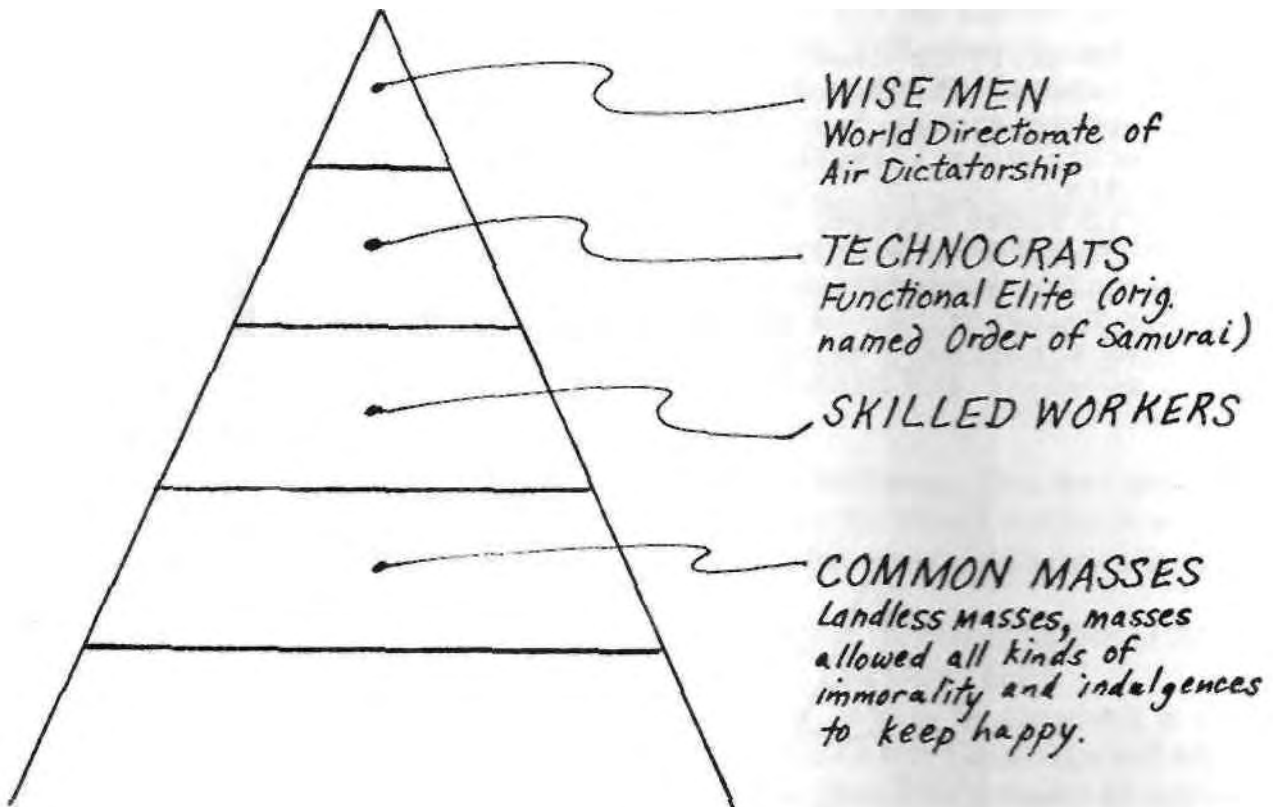 WISE MEN
World Directorate of
Air Dictatorship
TECHNOCRATS
Functional Elite (orig.
named Order of Samurai)
SKILLED WORKERS
COMMON MASSES
Landless masses, masses
allowed all kinds of
immorality and indulgences
to keep happy.